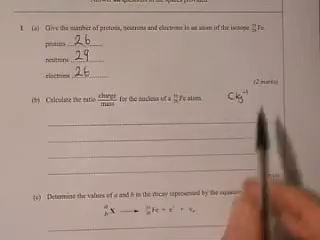 1 (a) Give the number of protons, neutrons and electrons in an atom of the isotope Fe.
protons 26
neutrons 29
electrons 26
(2 marks)
(b) Calculate the ratio charge/mass for the nucleus of a Fe atom.
Ckg⁻¹
(c) Determine the values of a and b in the decay represented by the equation
a b X → Fe + e⁺ + νₑ